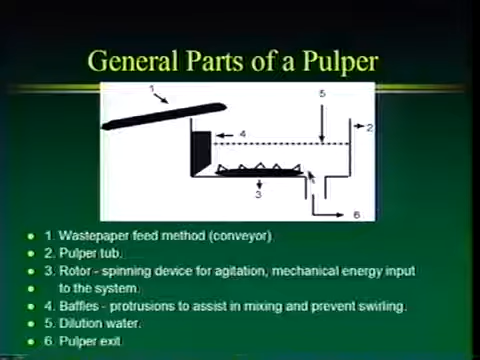 General Parts of a Pulper
1
5
2
4
3
6
1. Wastepaper feed method (conveyor).
2. Pulper tub.
3. Rotor - spinning device for agitation, mechanical energy input
to the system.
4. Baffles - protrusions to assist in mixing and prevent swirling.
5. Dilution water.
6. Pulper exit.